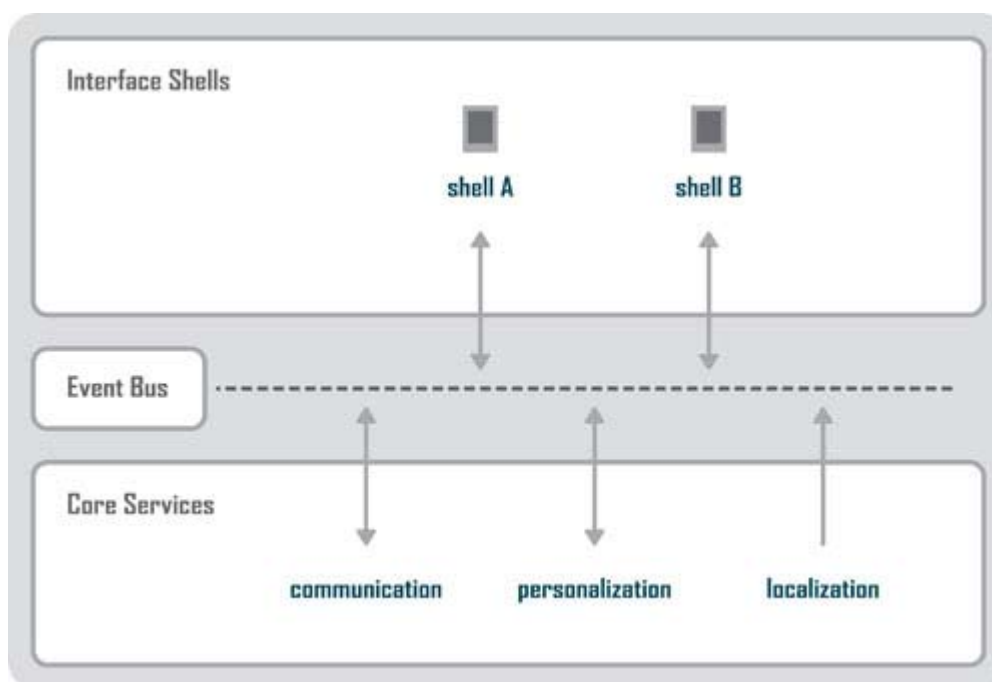 Interface Shells
shell A
shell B
Event Bus
Core Services
communication
personalization
localization